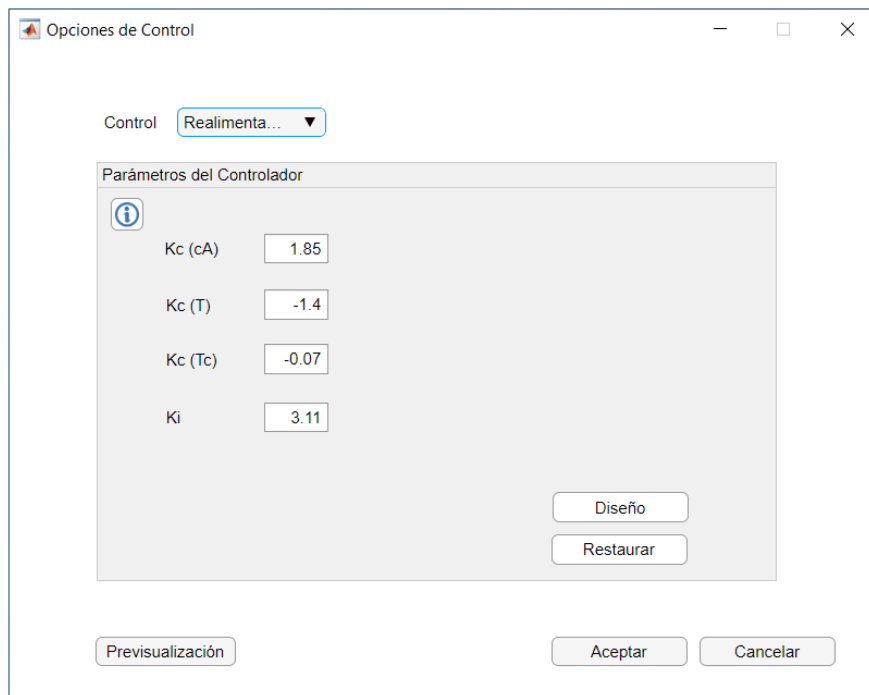 Opciones de Control
Control Realimenta...
Parámetros del Controlador
Kc (cA) 1.85
Kc (T) -1.4
Kc (Tc) -0.07
Ki 3.11
Diseño
Restaurar
Previsualización Aceptar Cancelar